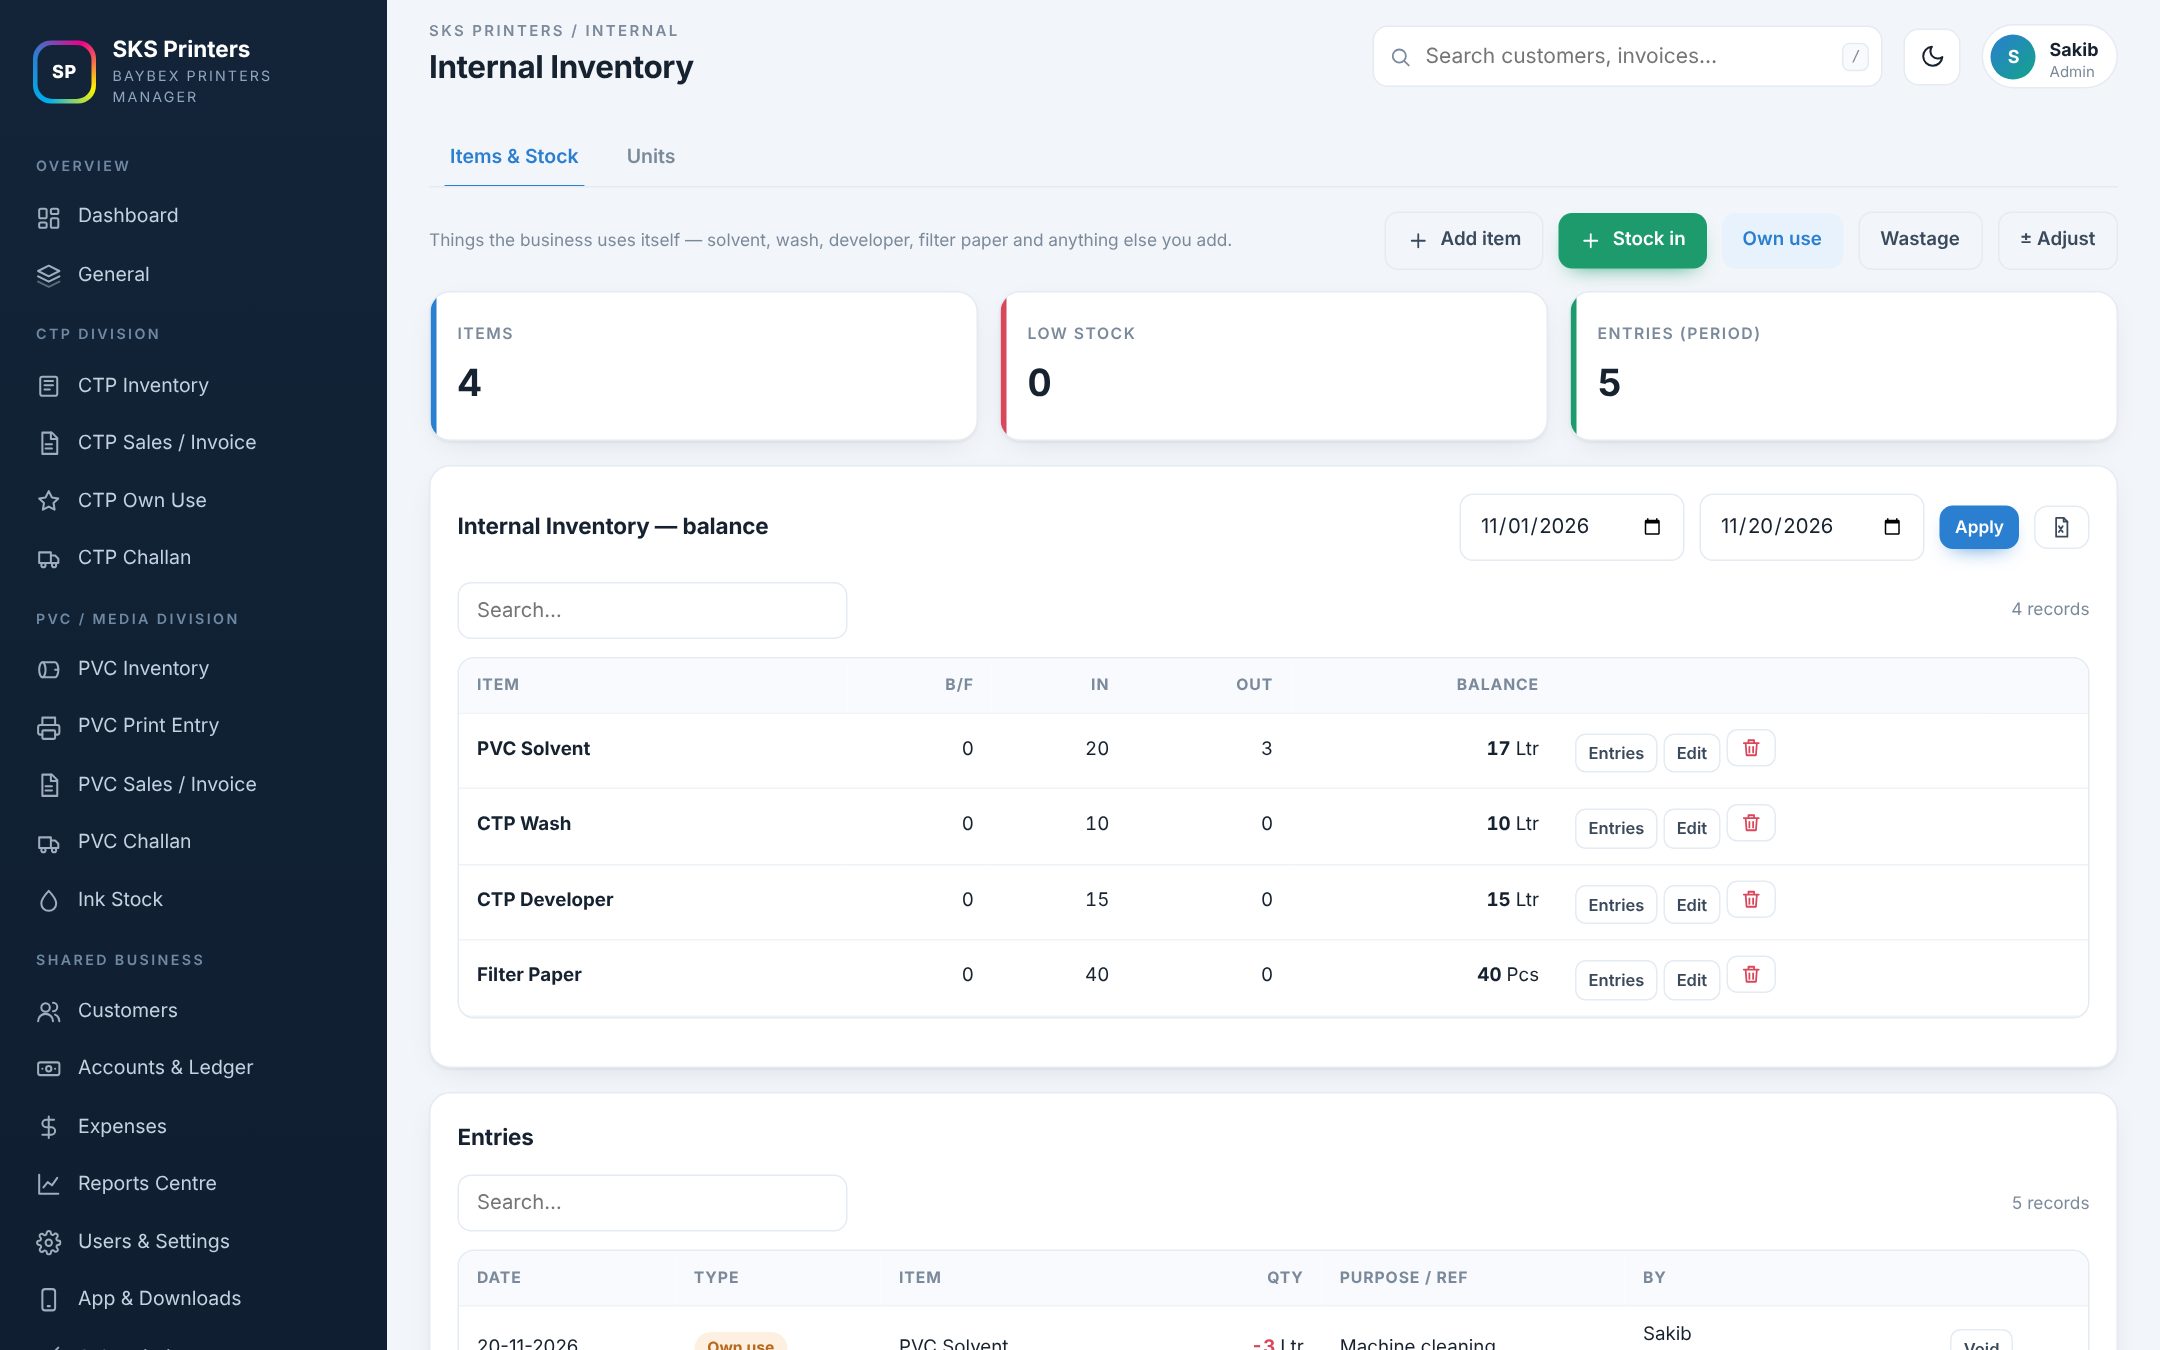 SP
SKS Printers
BAYBEX PRINTERS
MANAGER
OVERVIEW
Dashboard
General
CTP DIVISION
CTP Inventory
CTP Sales / Invoice
CTP Own Use
CTP Challan
PVC / MEDIA DIVISION
PVC Inventory
PVC Print Entry
PVC Sales / Invoice
PVC Challan
Ink Stock
SHARED BUSINESS
Customers
Accounts & Ledger
Expenses
Reports Centre
Users & Settings
App & Downloads
SKS PRINTERS / INTERNAL
Internal Inventory
Search customers, invoices... /
S
Sakib
Admin
Items & Stock Units
Things the business uses itself — solvent, wash, developer, filter paper and anything else you add.
+ Add item + Stock in Own use Wastage ± Adjust
ITEMS
4
LOW STOCK
0
ENTRIES (PERIOD)
5
Internal Inventory — balance
11/01/2026 11/20/2026 Apply
Search... 4 records
ITEM B/F IN OUT BALANCE
PVC Solvent 0 20 3 17 Ltr Entries Edit
CTP Wash 0 10 0 10 Ltr Entries Edit
CTP Developer 0 15 0 15 Ltr Entries Edit
Filter Paper 0 40 0 40 Pcs Entries Edit
Entries
Search... 5 records
DATE TYPE ITEM QTY PURPOSE / REF BY
20-11-2026 Own use PVC Solvent -3 Ltr Machine cleaning Sakib Void